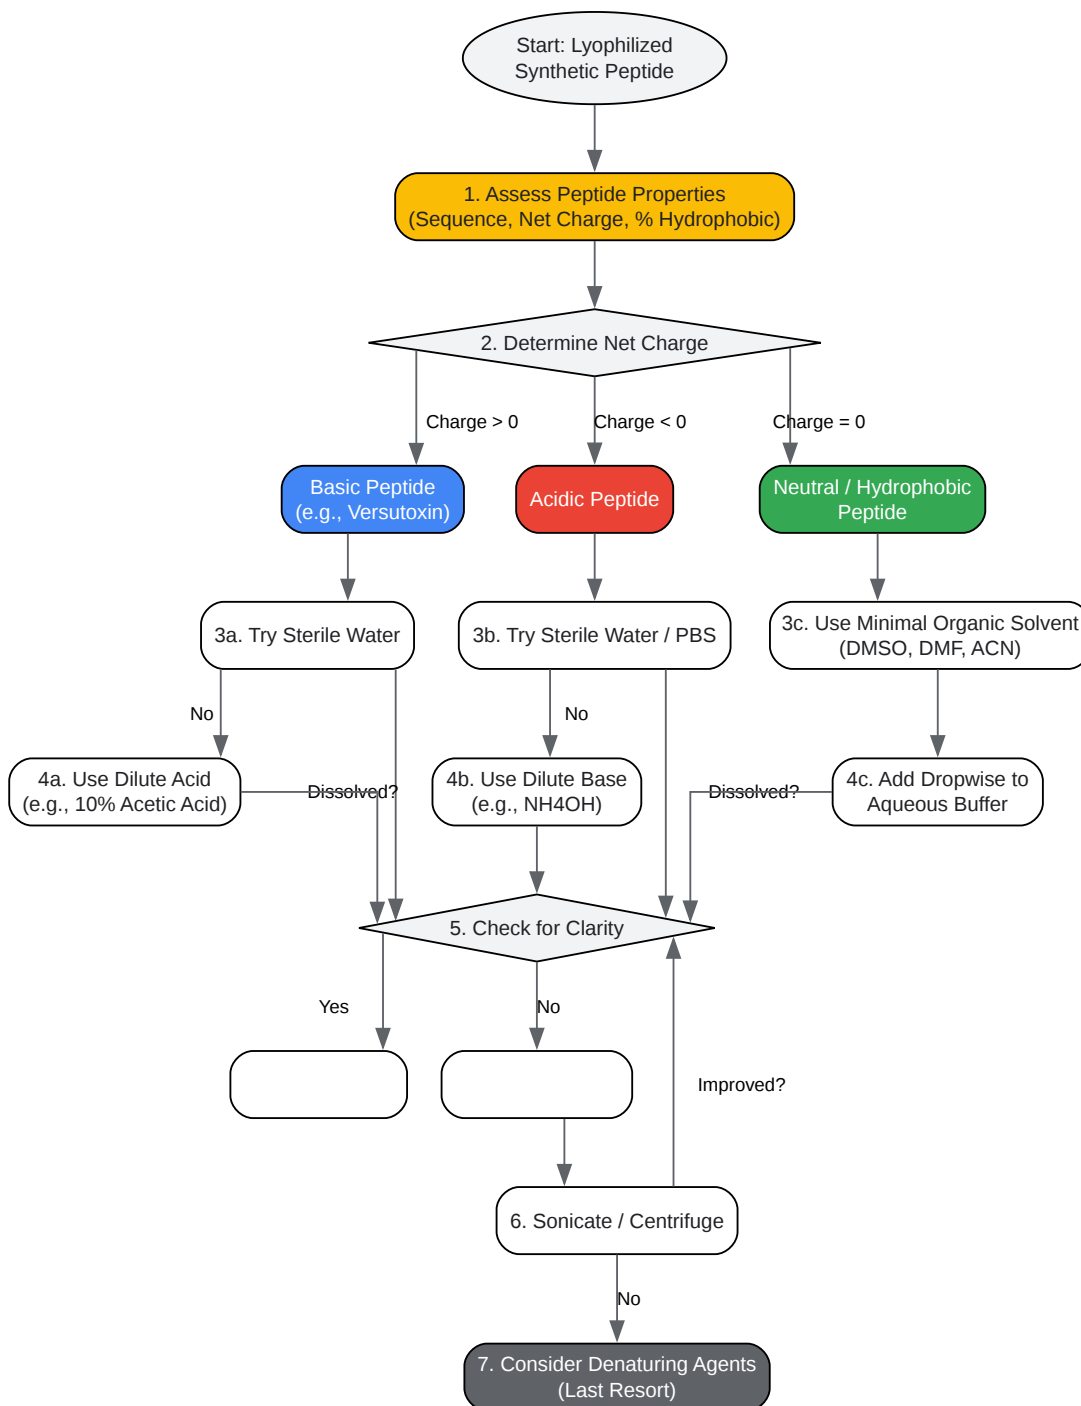 Start: Lyophilized
Synthetic Peptide
1. Assess Peptide Properties
(Sequence, Net Charge, % Hydrophobic)
2. Determine Net Charge
Charge > 0
Charge < 0
Charge = 0
Basic Peptide
(e.g., Versutoxin)
Acidic Peptide
Neutral / Hydrophobic
Peptide
3a. Try Sterile Water
3b. Try Sterile Water / PBS
3c. Use Minimal Organic Solvent
(DMSO, DMF, ACN)
No
No
4a. Use Dilute Acid
(e.g., 10% Acetic Acid)
Dissolved?
4b. Use Dilute Base
(e.g., NH4OH)
Dissolved?
4c. Add Dropwise to
Aqueous Buffer
5. Check for Clarity
Yes
No
Improved?
6. Sonicate / Centrifuge
No
7. Consider Denaturing Agents
(Last Resort)